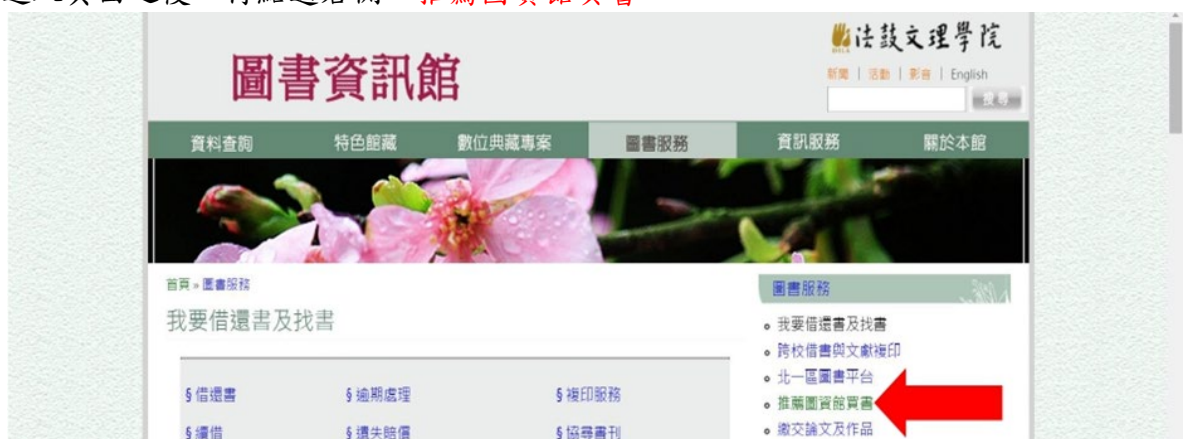 法鼓文理學院
圖書資訊館
新聞 | 活動 | 影音 | English
搜尋
資料查詢 特色館藏 數位典藏專案 圖書服務 資訊服務 關於本館
首頁 » 圖書服務
我要借還書及找書
§ 借還書 § 逾期處理 § 複印服務
§ 續借 § 遺失賠償 § 協尋書刊
圖書服務
我要借還書及找書
跨校借書與文獻複印
北一區圖書平台
推薦圖資館買書
繳交論文及作品